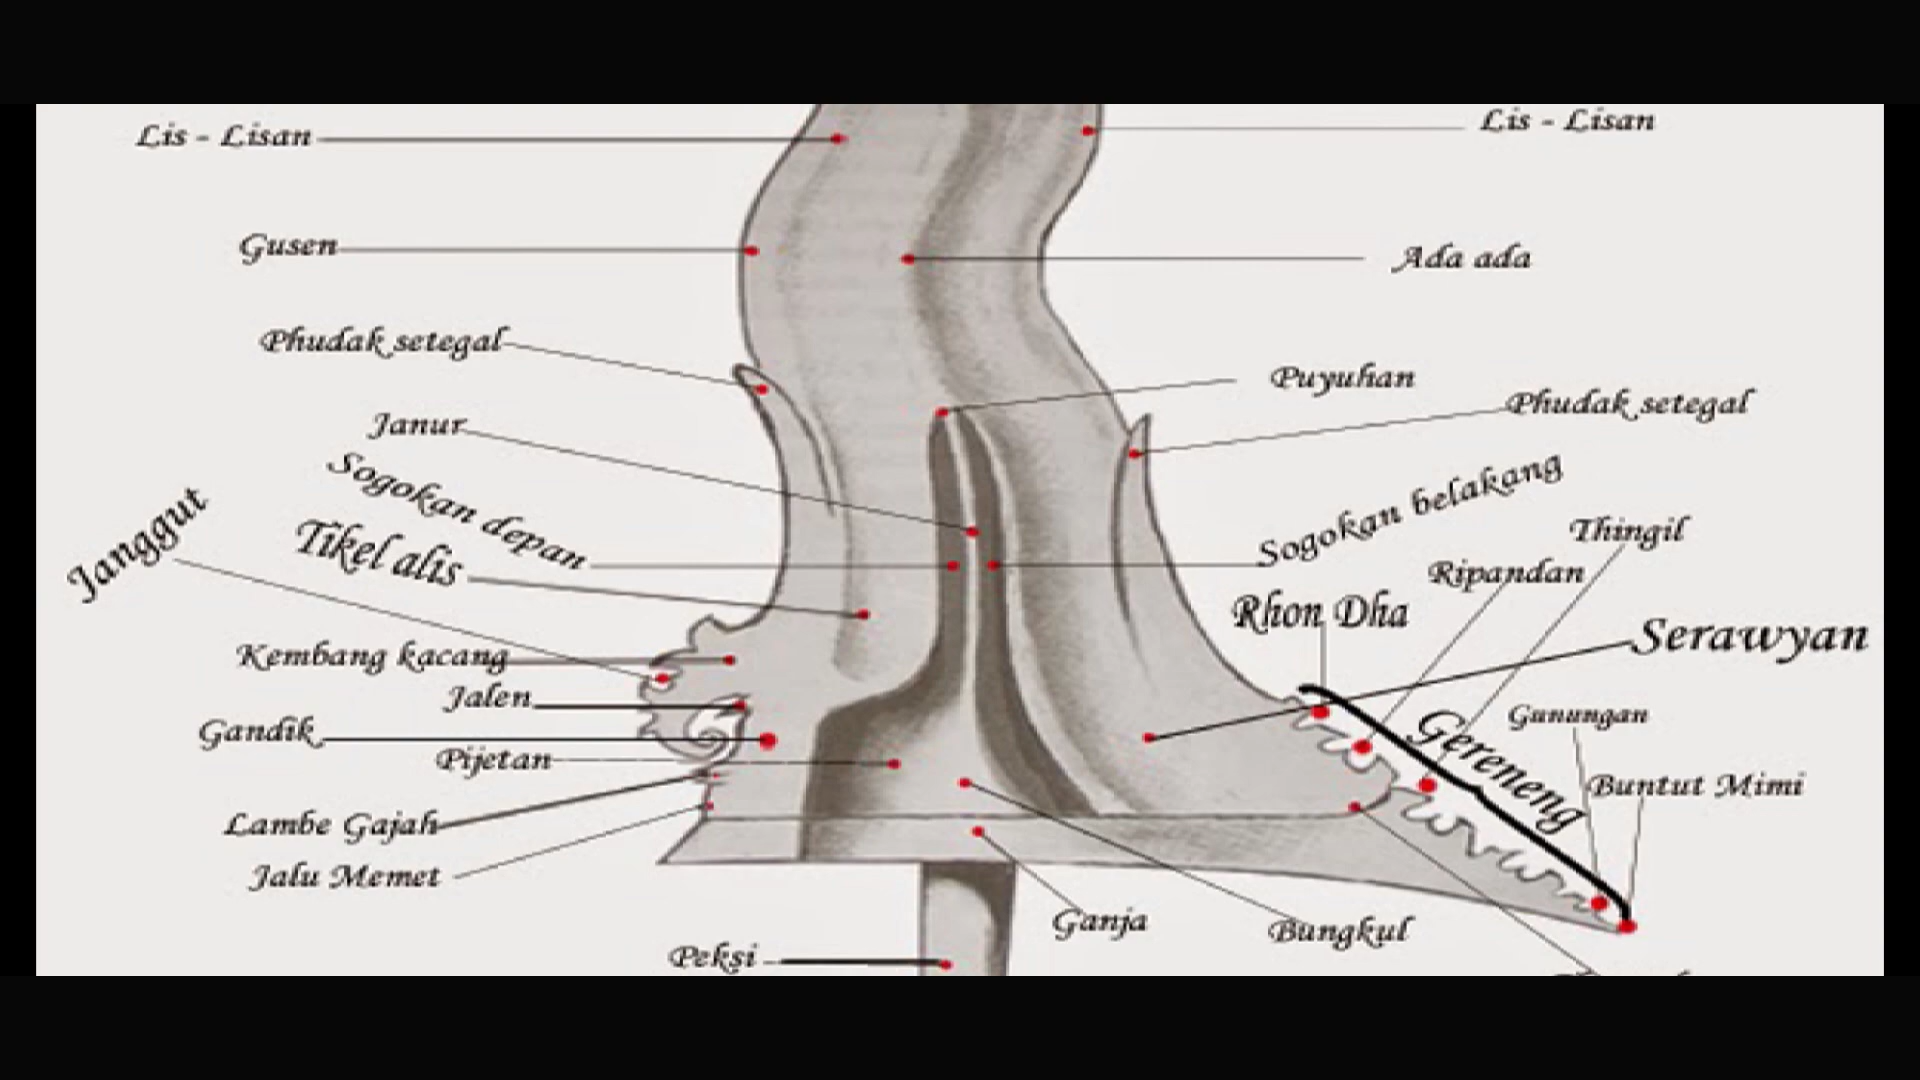 Lis - Lisan
Lis - Lisan
Gusen
Ada ada
Phudak setegal
Puyuhan
Phudak setegal
Janur
Sogokan depan
Sogokan belakang
Janggut
Tikel alis
Thingil
Ripandan
Rhon Dha
Serawyan
Kembang kacang
Jalen
Gandik
Gereneng
Gunungan
Pijetan
Buntut Mimi
Lambe Gajah
Jalu Memet
Ganja
Bungkul
Peksi